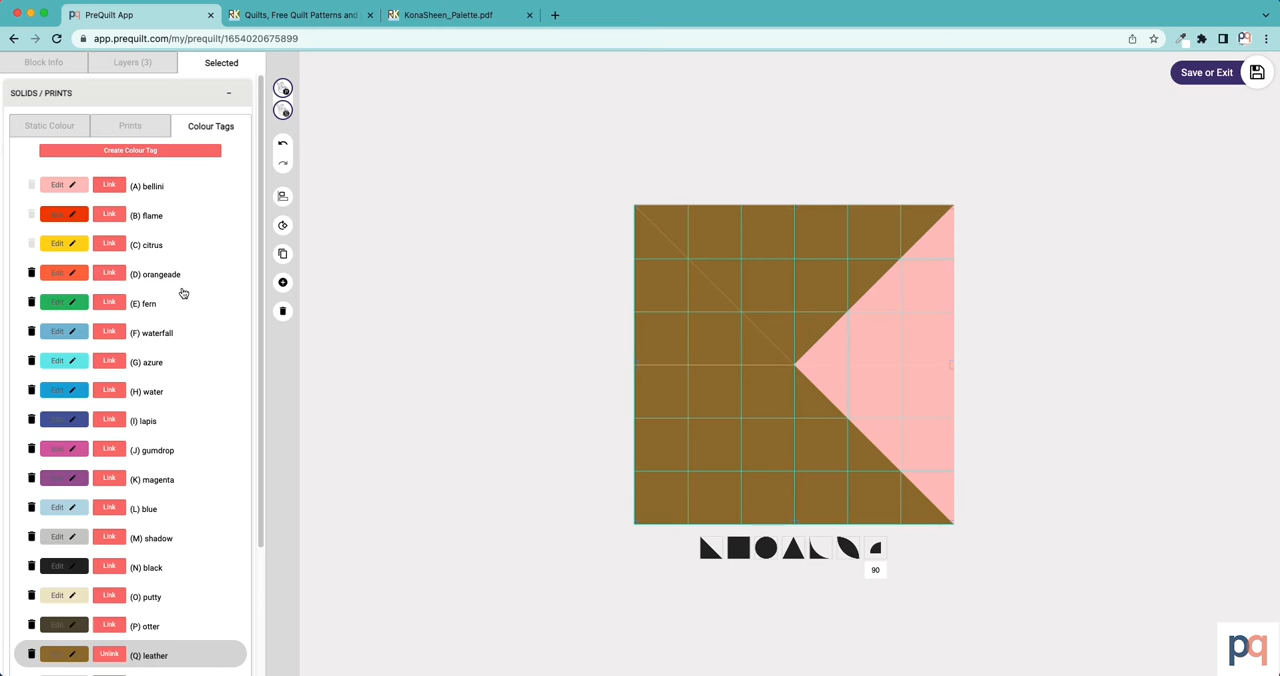 PreQuilt App
Quilts, Free Quilt Patterns and
KonaSheen_Palette.pdf
app.prequilt.com/my/prequilt/1654020675899
Block Info
Layers (3)
Selected
Save or Exit
SOLIDS / PRINTS
Static Colour
Prints
Colour Tags
Create Colour Tag
Edit Link (A) bellini
Edit Link (B) flame
Edit Link (C) citrus
Edit Link (D) orangeade
Edit Link (E) fern
Edit Link (F) waterfall
Edit Link (G) azure
Edit Link (H) water
Edit Link (I) lapis
Edit Link (J) gumdrop
Edit Link (K) magenta
Edit Link (L) blue
Edit Link (M) shadow
Edit Link (N) black
Edit Link (O) putty
Edit Link (P) otter
Edit Unlink (Q) leather
90
pq